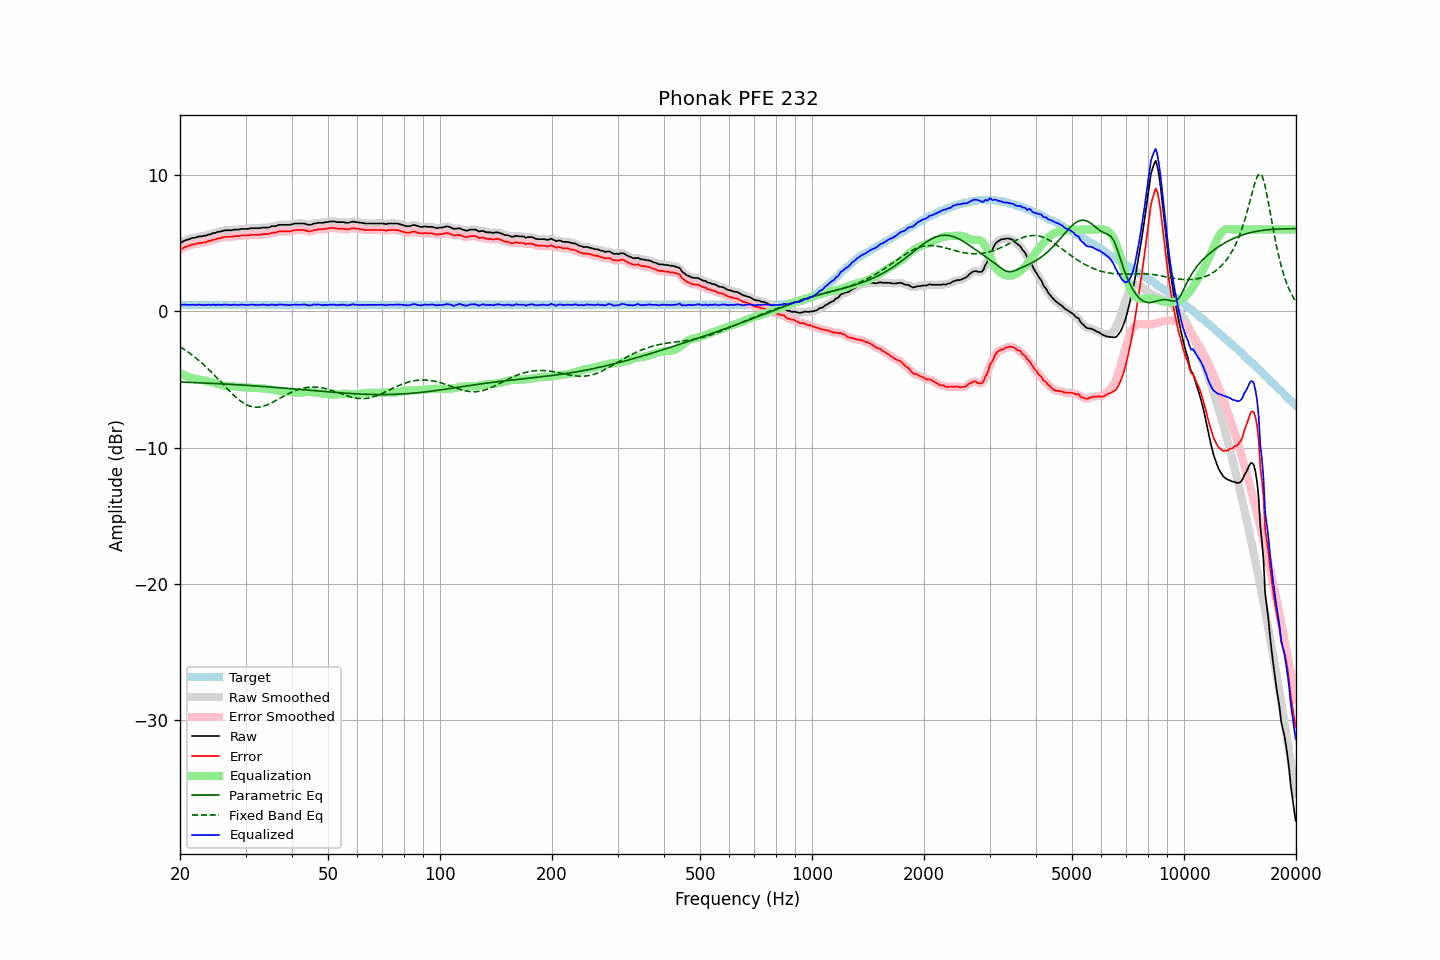 Phonak PFE 232
10
0
−10
−20
−30
Amplitude (dBr)
Target
Raw Smoothed
Error Smoothed
Raw
Error
Equalization
Parametric Eq
Fixed Band Eq
Equalized
20
50
100
200
500
1000
2000
5000
10000
20000
Frequency (Hz)